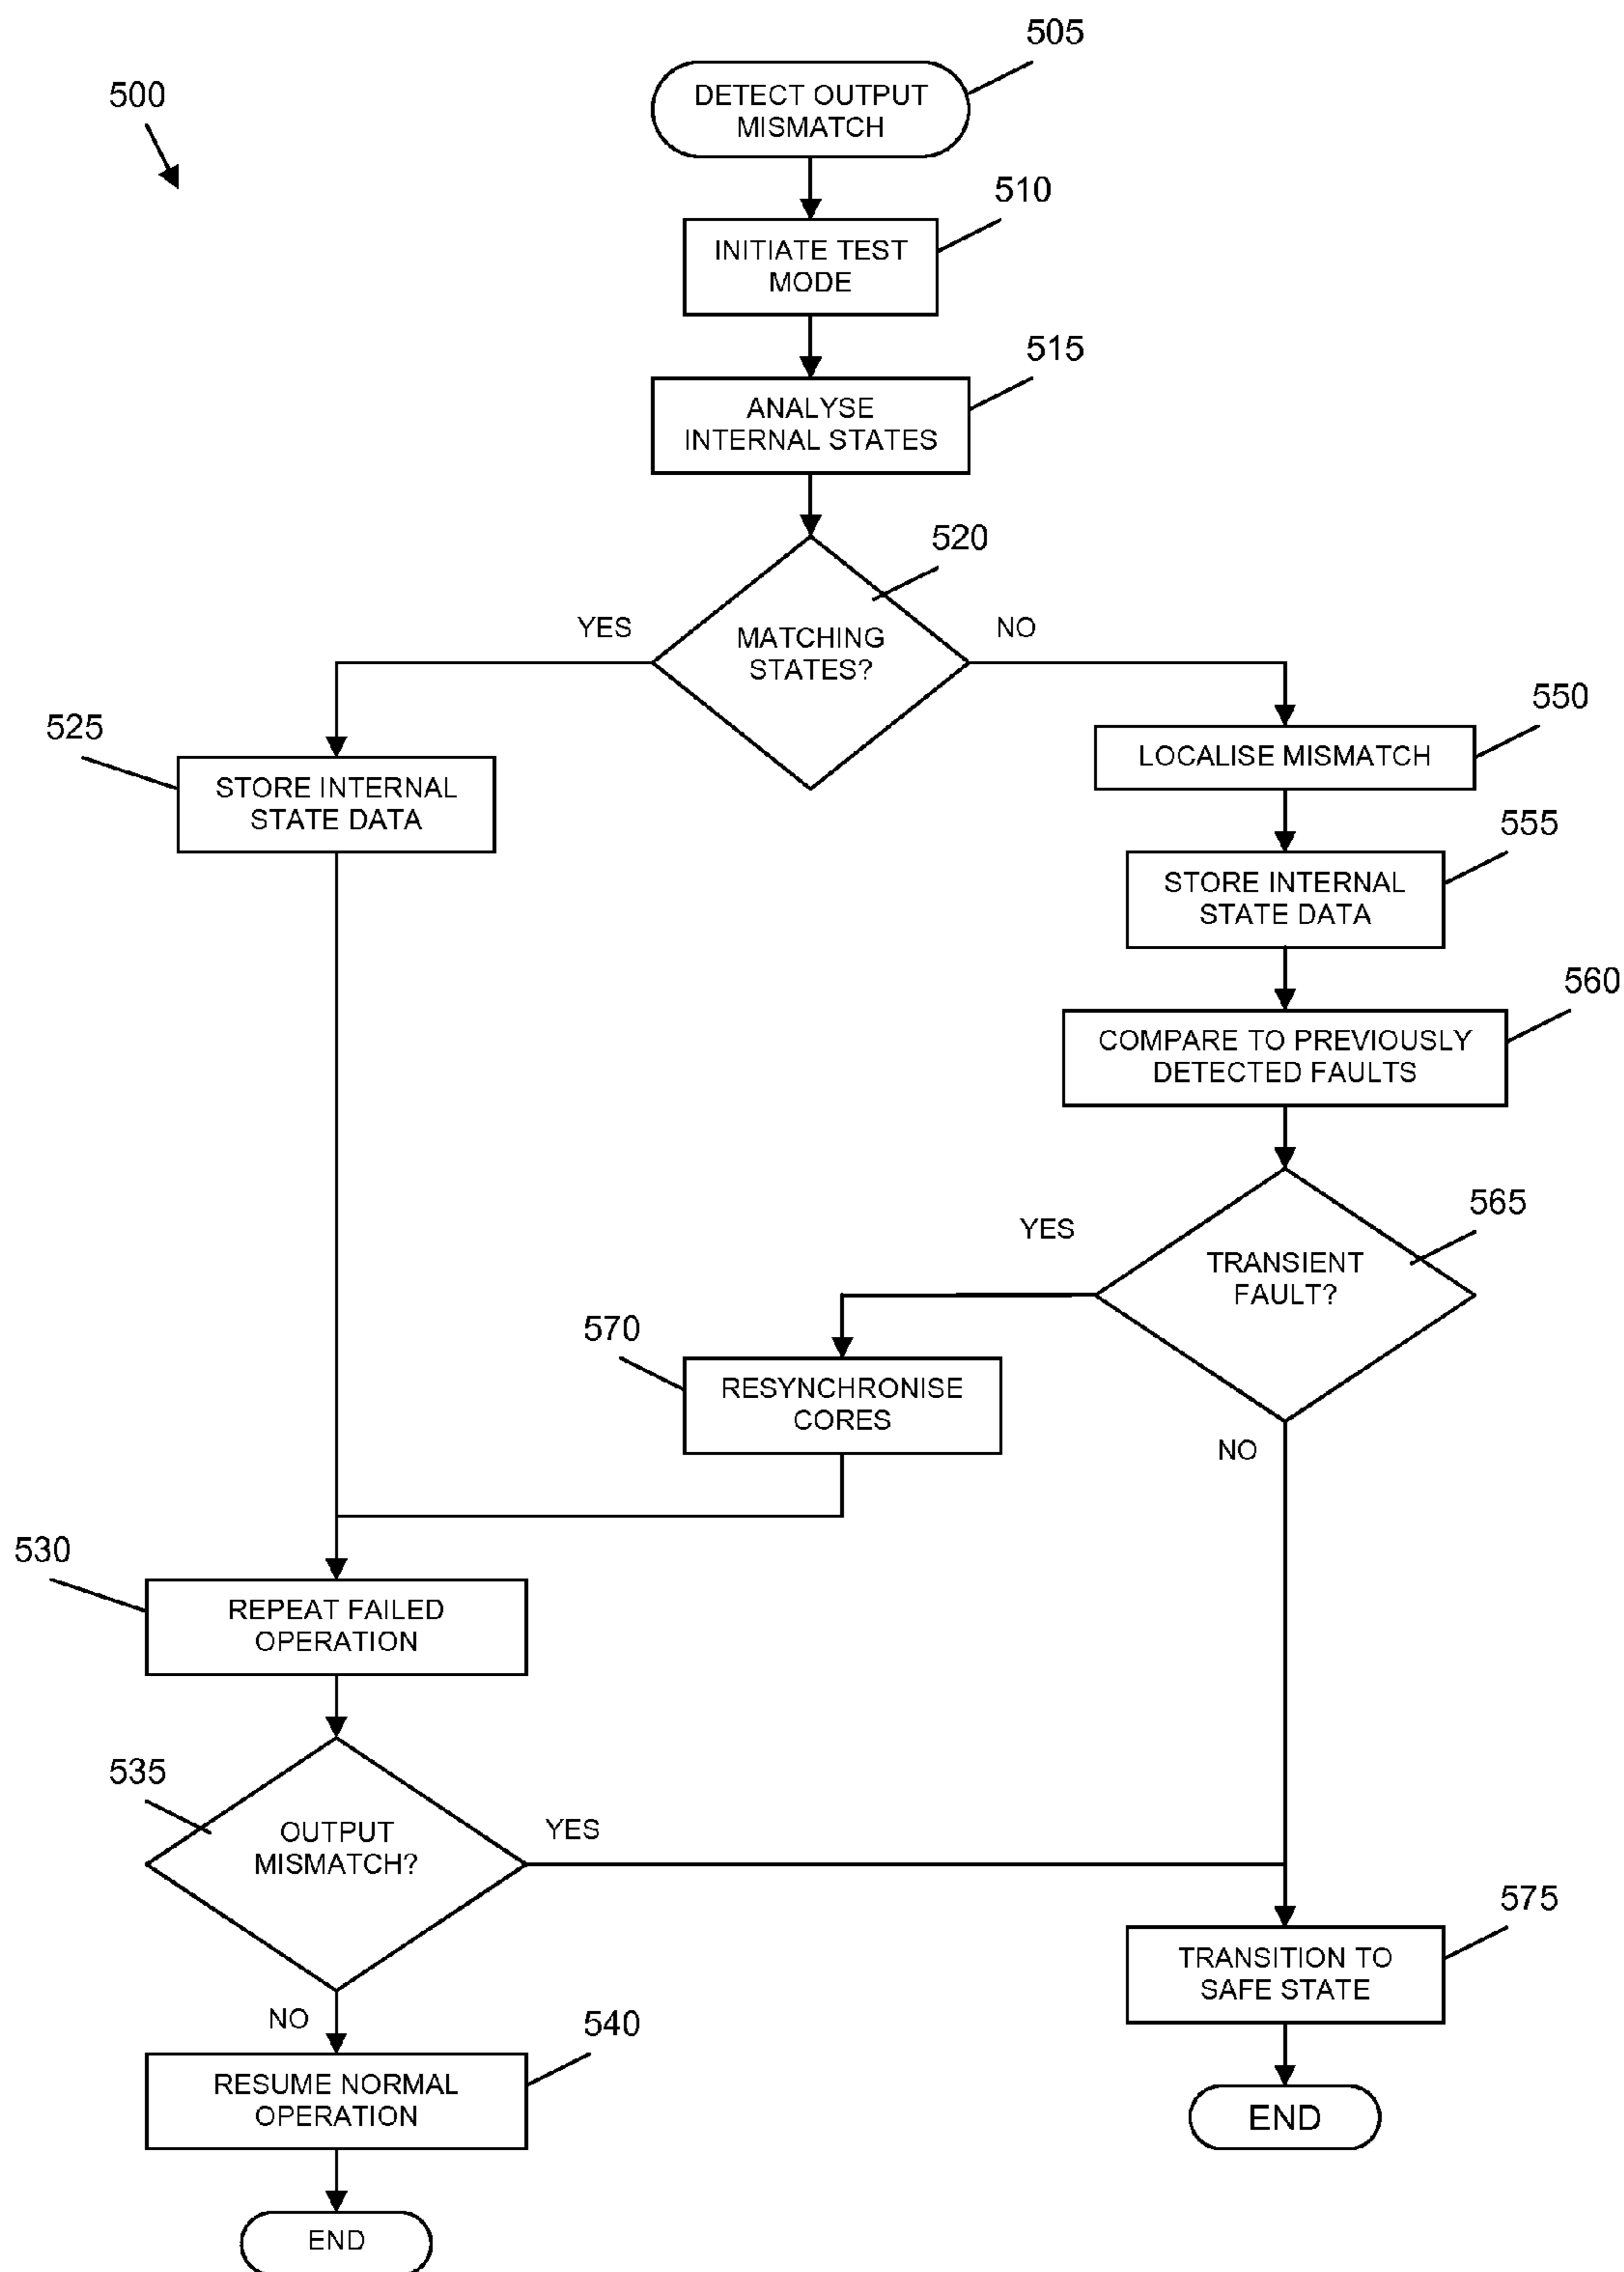 505
500
DETECT OUTPUT
MISMATCH
510
INITIATE TEST
MODE
515
ANALYSE
INTERNAL STATES
520
YES
MATCHING
STATES?
NO
550
525
LOCALISE MISMATCH
STORE INTERNAL
STATE DATA
555
STORE INTERNAL
STATE DATA
560
COMPARE TO PREVIOUSLY
DETECTED FAULTS
565
YES
TRANSIENT
FAULT?
570
RESYNCHRONISE
CORES
NO
530
REPEAT FAILED
OPERATION
535
OUTPUT
MISMATCH?
YES
575
TRANSITION TO
SAFE STATE
NO
540
RESUME NORMAL
OPERATION
END
END